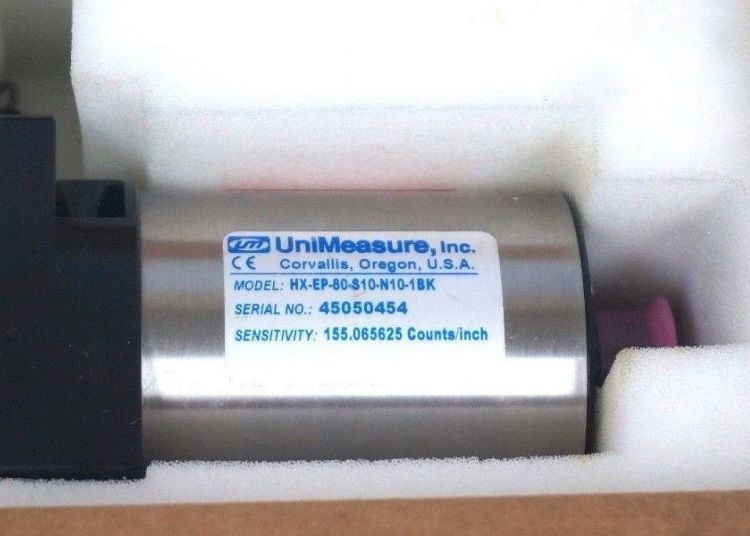 UM UniMeasure, Inc.
CE Corvallis, Oregon, U.S.A.
MODEL: HX-EP-80-S10-N10-1BK
SERIAL NO.: 45050454
SENSITIVITY: 155.065625 Counts/inch